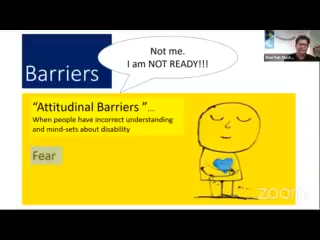 Not me.
I am NOT READY!!!
Barriers
“Attitudinal Barriers ”...
When people have incorrect understanding
and mind-sets about disability
Fear
zoom